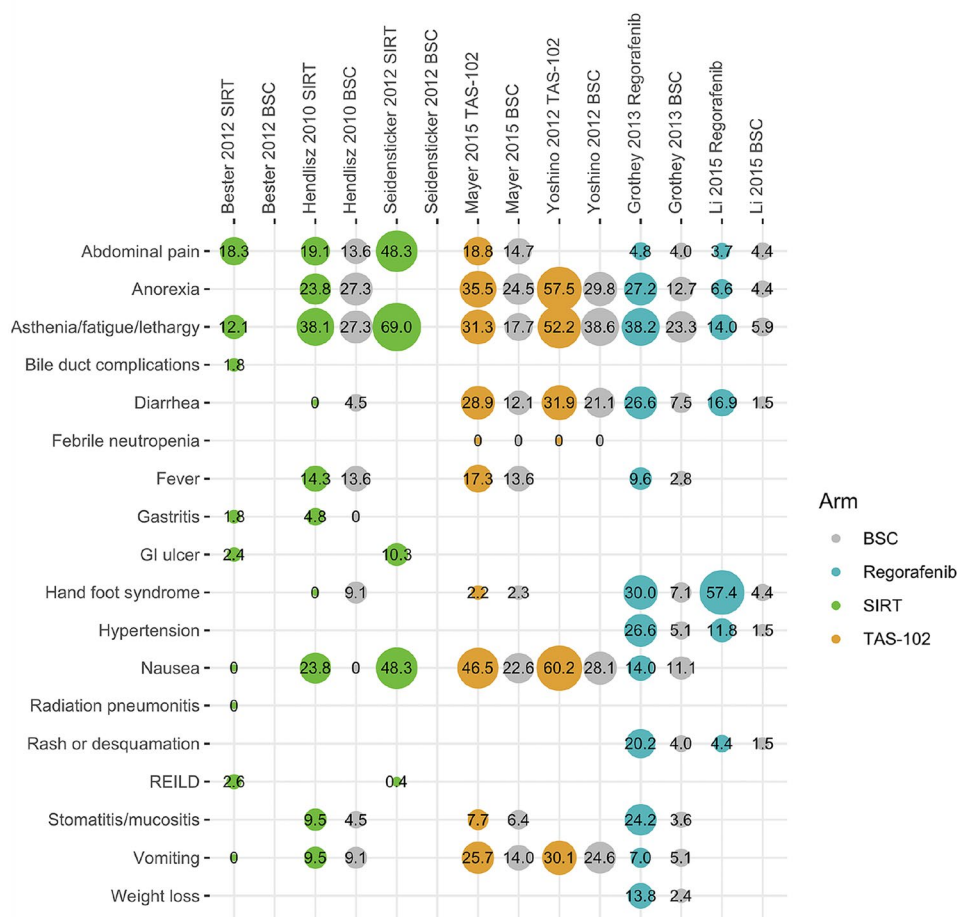 Bester 2012 SIRT
Bester 2012 BSC
Hendlisz 2010 SIRT
Hendlisz 2010 BSC
Seidensticker 2012 SIRT
Seidensticker 2012 BSC
Mayer 2015 TAS-102
Mayer 2015 BSC
Yoshino 2012 TAS-102
Yoshino 2012 BSC
Grothey 2013 Regorafenib
Grothey 2013 BSC
Li 2015 Regorafenib
Li 2015 BSC
Abdominal pain 18.3 19.1 13.6 48.3 18.8 14.7 4.8 4.0 3.7 4.4
Anorexia 23.8 27.3 35.5 24.5 57.5 29.8 27.2 12.7 6.6 4.4
Asthenia/fatigue/lethargy 12.1 38.1 27.3 69.0 31.3 17.7 52.2 38.6 38.2 23.3 14.0 5.9
Bile duct complications 1.8
Diarrhea 0 4.5 28.9 12.1 31.9 21.1 26.6 7.5 16.9 1.5
Febrile neutropenia 0 0 0 0
Fever 14.3 13.6 17.3 13.6 9.6 2.8
Gastritis 1.8 4.8 0
GI ulcer 2.4 10.3
Hand foot syndrome 0 9.1 2.2 2.3 30.0 7.1 57.4 4.4
Hypertension 26.6 5.1 11.8 1.5
Nausea 0 23.8 0 48.3 46.5 22.6 60.2 28.1 14.0 11.1
Radiation pneumonitis 0
Rash or desquamation 20.2 4.0 4.4 1.5
REILD 2.6 0.4
Stomatitis/mucositis 9.5 4.5 7.7 6.4 24.2 3.6
Vomiting 0 9.5 9.1 25.7 14.0 30.1 24.6 7.0 5.1
Weight loss 13.8 2.4
Arm
BSC
Regorafenib
SIRT
TAS-102